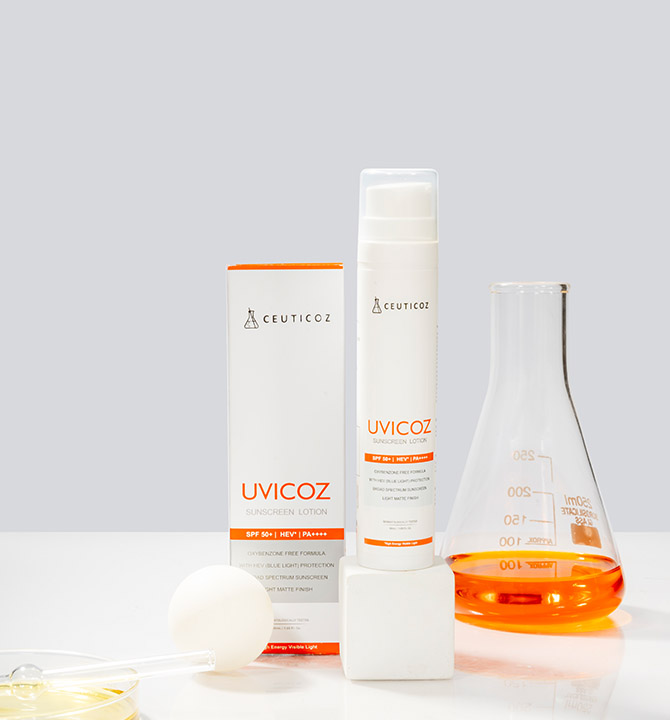 CEUTICOZ
UVICOZ
SUNSCREEN LOTION
SPF 50+ | HEV* | PA++++
OXYBENZONE FREE FORMULA
WITH HEV (BLUE LIGHT) PROTECTION
BROAD SPECTRUM SUNSCREEN
LIGHT MATTE FINISH
High Energy Visible Light
CEUTICOZ
UVICOZ
SUNSCREEN LOTION
SPF 50+ | HEV* | PA++++
OXYBENZONE FREE FORMULA
WITH HEV (BLUE LIGHT) PROTECTION
BROAD SPECTRUM SUNSCREEN
LIGHT MATTE FINISH
*High Energy Visible Light
250
200
150
100
100
250ml
GLASS
APPROX